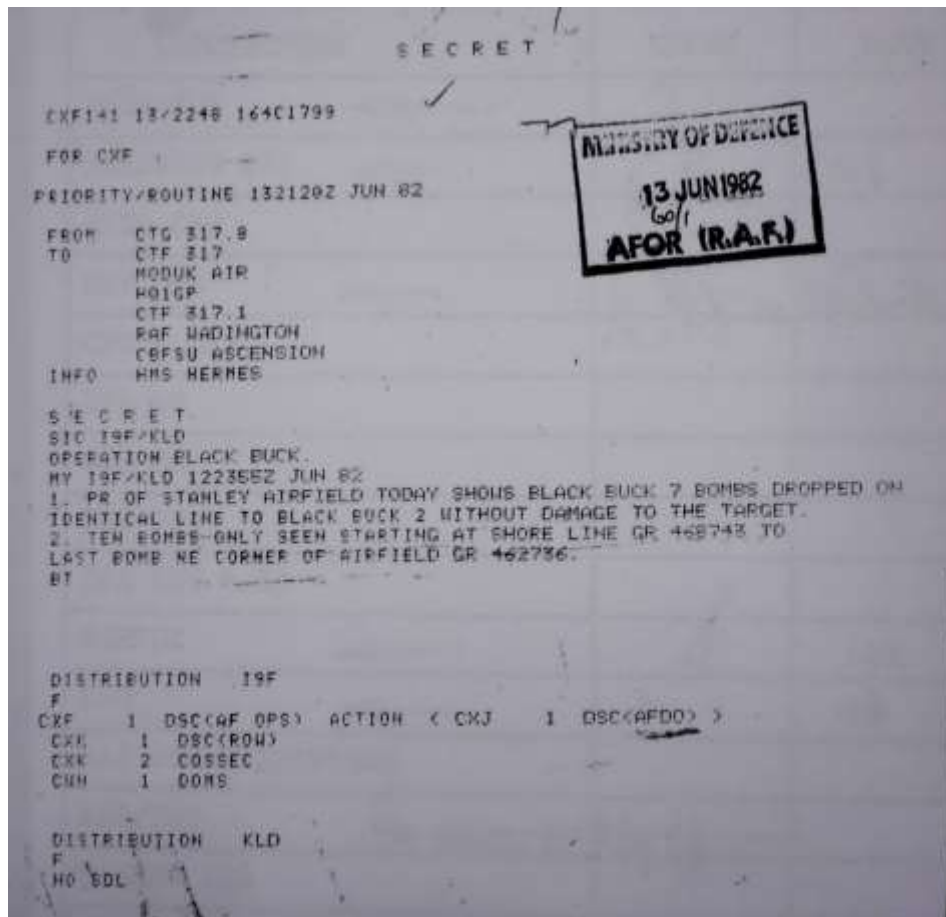 S E C R E T
CXF141 13/2248 164C1799
FOR CXF
MINISTRY OF DEFENCE
13 JUN 1982
60/1
AFOR (R.A.F.)
PRIORITY/ROUTINE 132120Z JUN 82
FROM CTG 317.8
TO CTF 317
MODUK AIR
HQ1GP
CTF 317.1
RAF WADINGTON
CBFSU ASCENSION
INFO HMS HERMES
S E C R E T
SIC I9F/KLD
OPERATION BLACK BUCK.
MY I9F/KLD 122355Z JUN 82
1. PR OF STANLEY AIRFIELD TODAY SHOWS BLACK BUCK 7 BOMBS DROPPED ON
IDENTICAL LINE TO BLACK BUCK 2 WITHOUT DAMAGE TO THE TARGET.
2. TEN BOMBS ONLY SEEN STARTING AT SHORE LINE GR 468743 TO
LAST BOMB NE CORNER OF AIRFIELD GR 462736.
BT
DISTRIBUTION I9F
F
CXF 1 DSC(AF OPS) ACTION ( CXJ 1 DSC(AFDO) )
CXK 1 DSC(ROW)
CXK 2 COSSEC
CNH 1 DOMS
DISTRIBUTION KLD
F
NO SDL